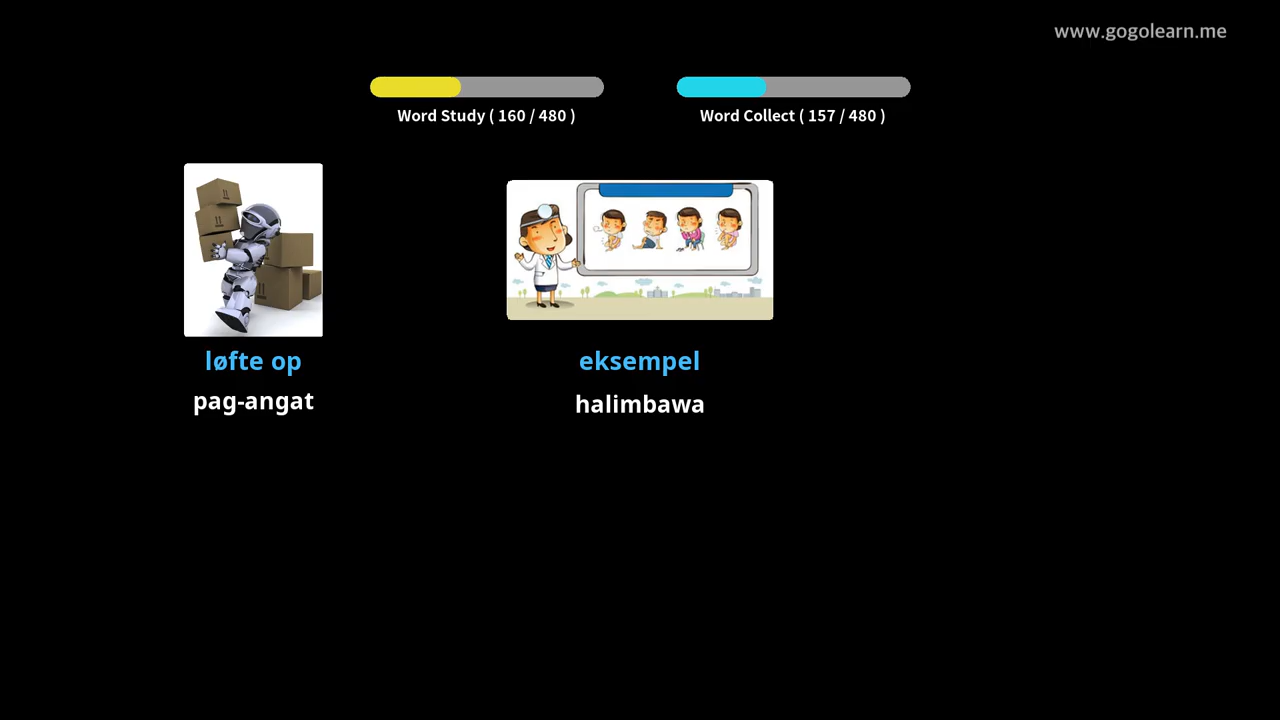 www.gogolearn.me
Word Study ( 160 / 480 )
Word Collect ( 157 / 480 )
løfte op
pag-angat
eksempel
halimbawa